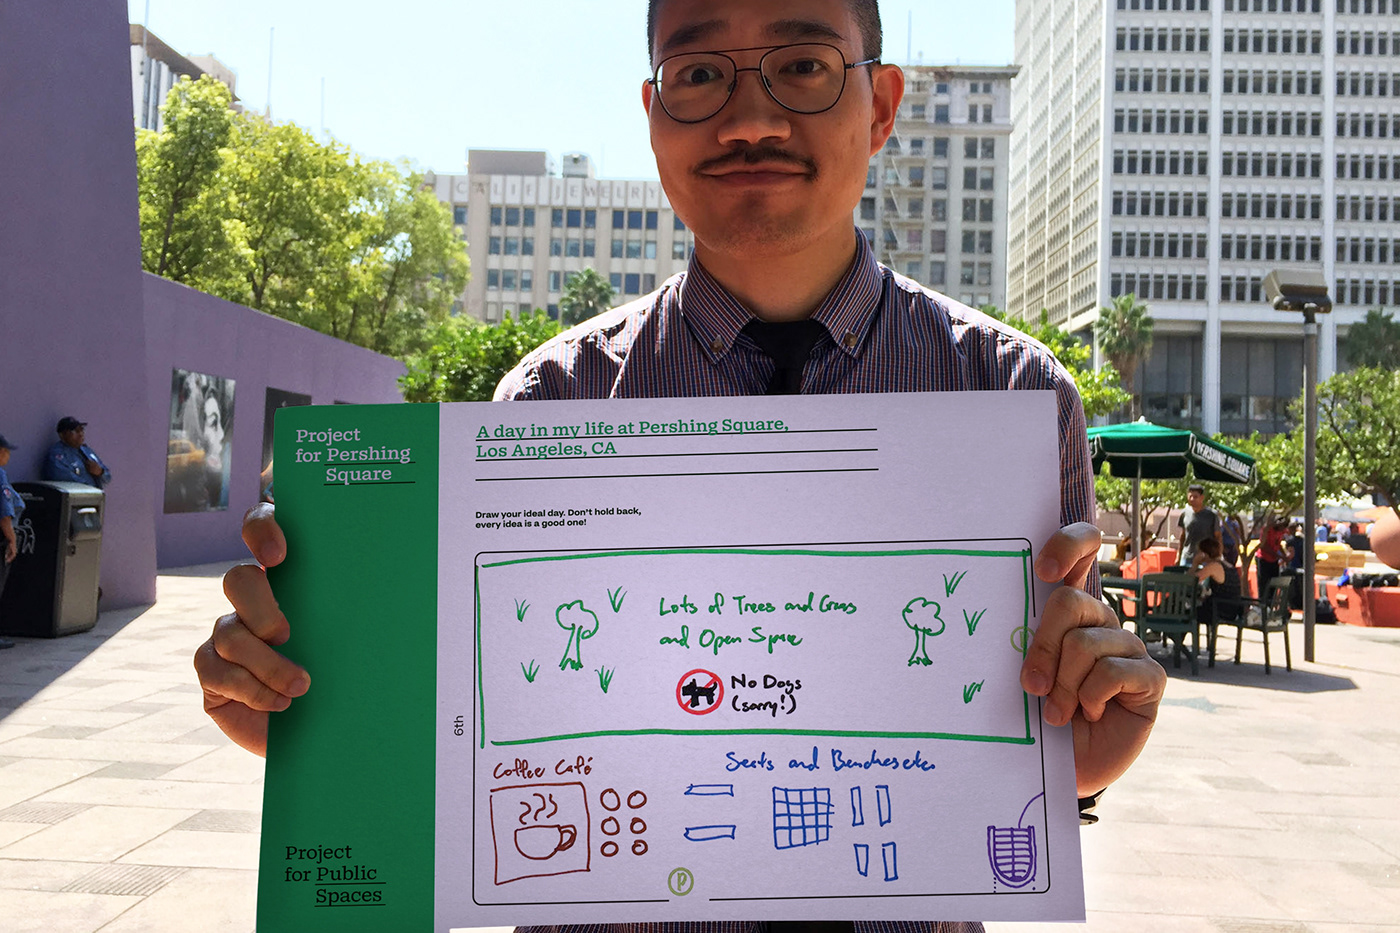 CALIF. JEWELRY
PERSHING SQUARE
Project
for Pershing
Square
A day in my life at Pershing Square,
Los Angeles, CA
Draw your ideal day. Don't hold back,
every idea is a good one!
Lots of Trees and Grass
and Open Space
No Dogs
(sorry!)
6th
Coffee Café
Seats and Benches etc.
P
Project
for Public
Spaces